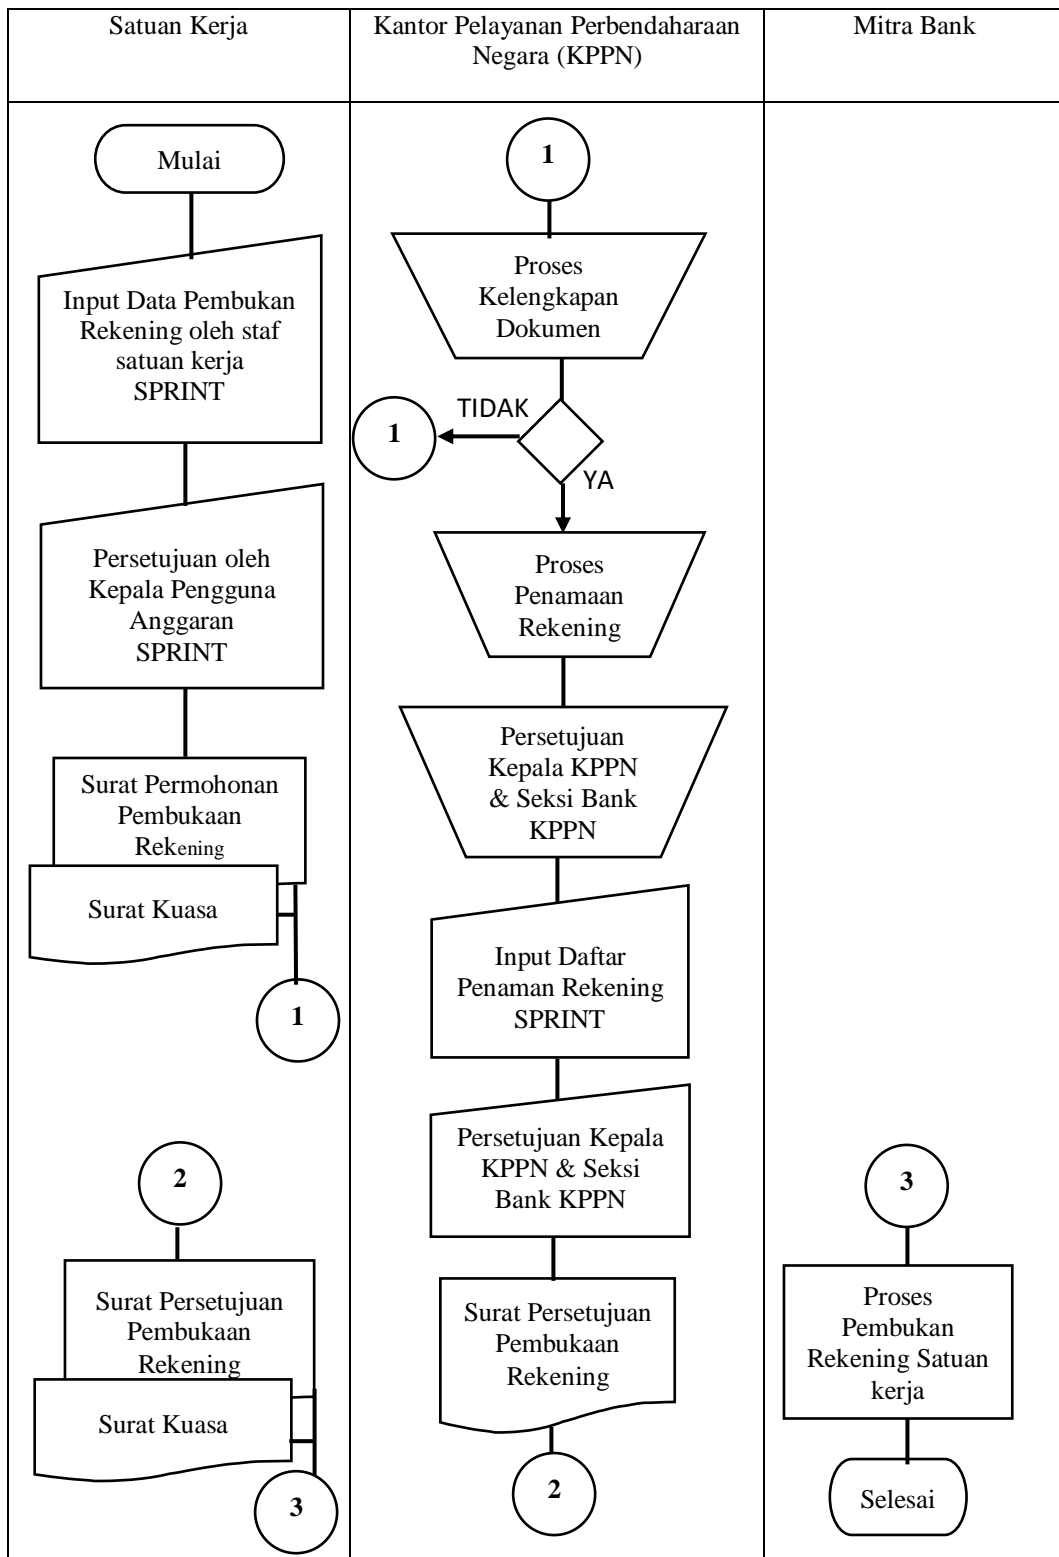 Satuan Kerja
Kantor Pelayanan Perbendaharaan
Negara (KPPN)
Mitra Bank
Mulai
Input Data Pembukan
Rekening oleh staf
satuan kerja
SPRINT
Persetujuan oleh
Kepala Pengguna
Anggaran
SPRINT
Surat Permohonan
Pembukaan
Rekening
Surat Kuasa
1
2
Surat Persetujuan
Pembukaan
Rekening
Surat Kuasa
3
1
Proses
Kelengkapan
Dokumen
TIDAK
1
YA
Proses
Penamaan
Rekening
Persetujuan
Kepala KPPN
& Seksi Bank
KPPN
Input Daftar
Penaman Rekening
SPRINT
Persetujuan Kepala
KPPN & Seksi
Bank KPPN
Surat Persetujuan
Pembukaan
Rekening
2
3
Proses
Pembukan
Rekening Satuan
kerja
Selesai